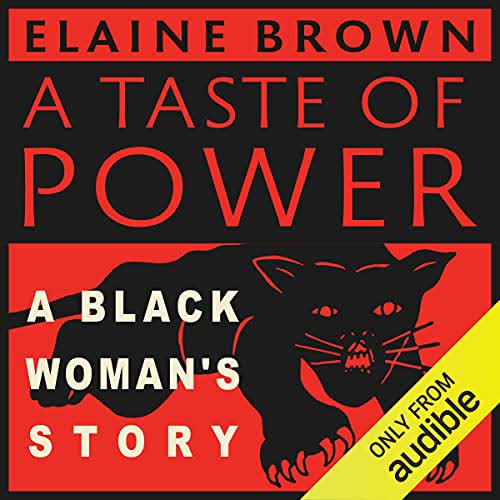 ELAINE BROWN
A TASTE OF
POWER
A BLACK
WOMAN'S
STORY
ONLY FROM
audible